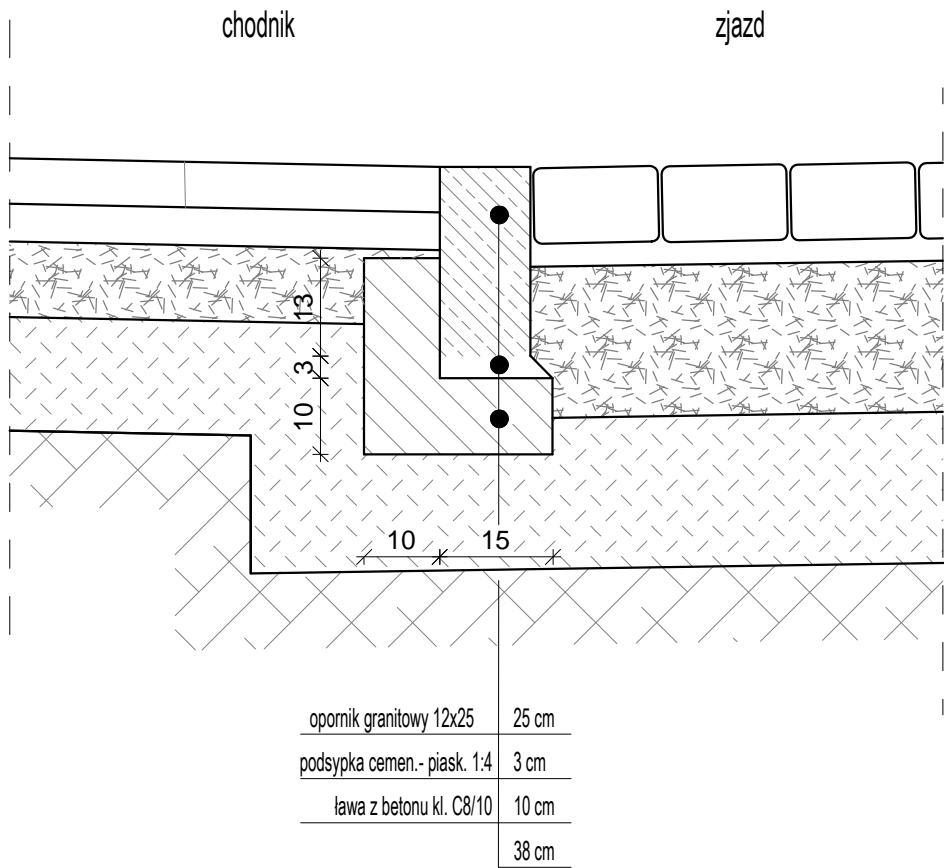 chodnik zjazd
13
3
10
10 15
opornik granitowy 12x25 25 cm
podsypka cemen.- piask. 1:4 3 cm
ława z betonu kl. C8/10 10 cm
38 cm